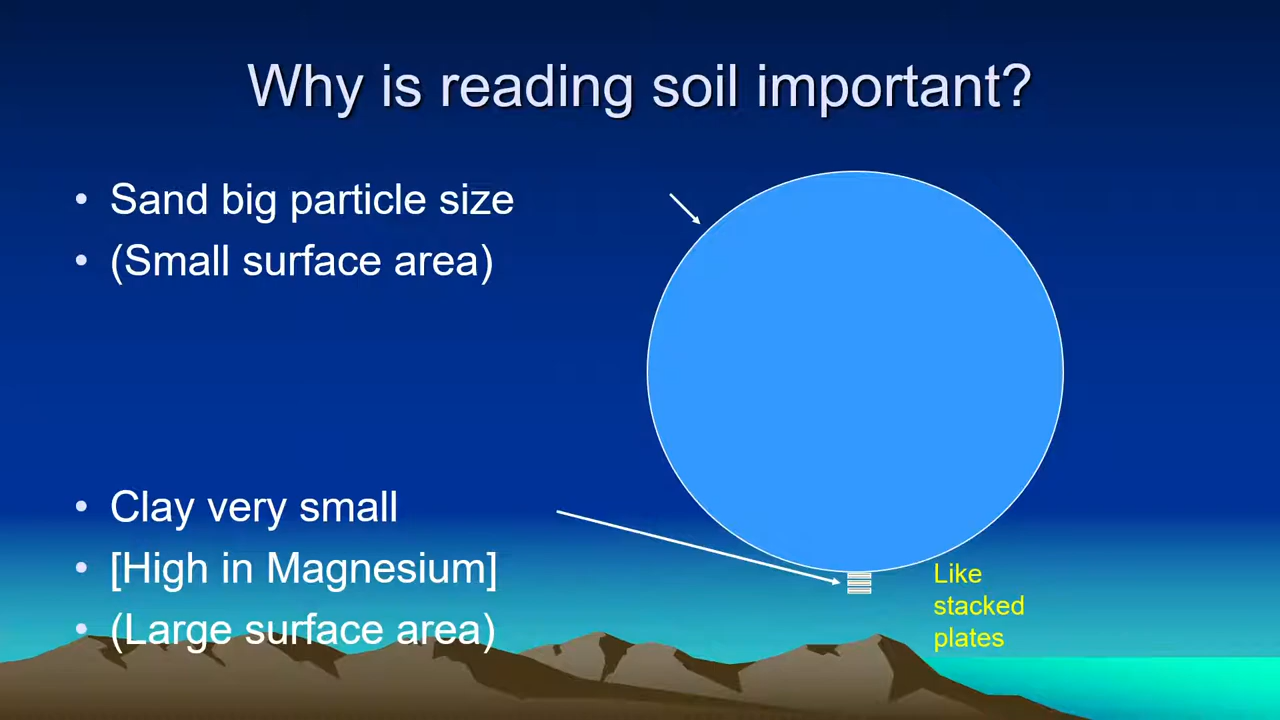 Why is reading soil important?
• Sand big particle size
• (Small surface area)
• Clay very small
• [High in Magnesium]
• (Large surface area)
Like
stacked
plates